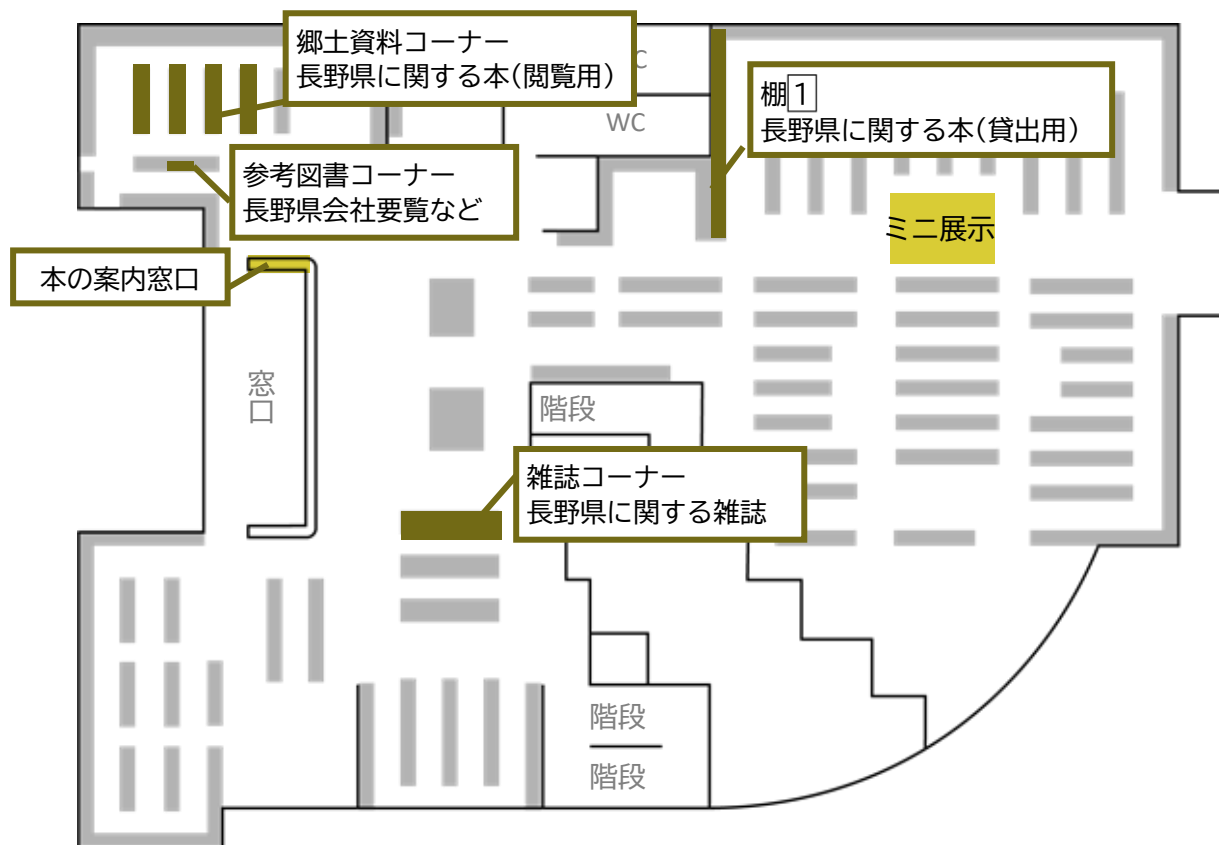 郷土資料コーナー
長野県に関する本(閲覧用)
C
WC
棚1
長野県に関する本(貸出用)
参考図書コーナー
長野県会社要覧など
ミニ展示
本の案内窓口
窓口
階段
雑誌コーナー
長野県に関する雑誌
階段
階段